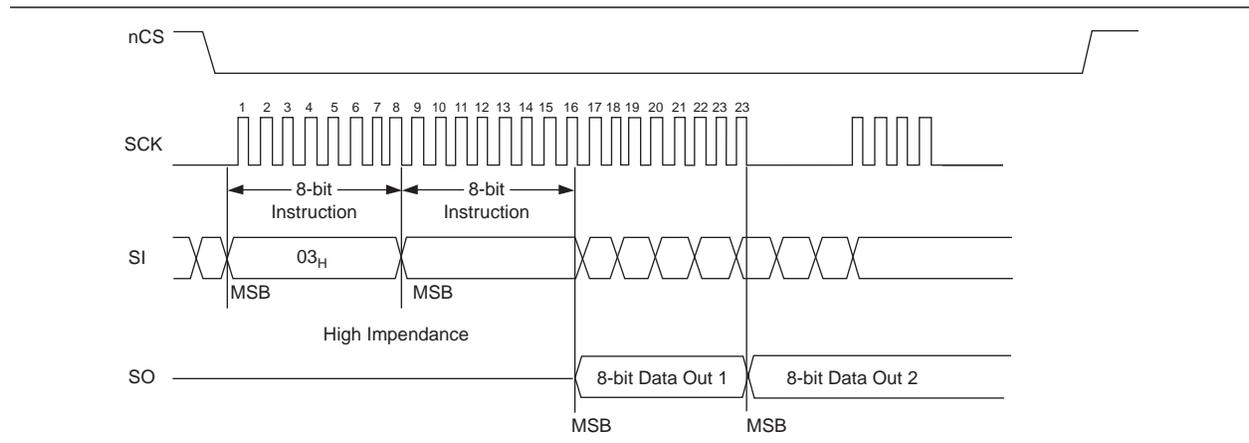 nCS
1 2 3 4 5 6 7 8 9 10 11 12 13 14 15 16 17 18 19 20 21 22 23 23
SCK
8-bit
Instruction
8-bit
Instruction
SI
03H
MSB
MSB
High Impendance
SO
8-bit Data Out 1
8-bit Data Out 2
MSB
MSB